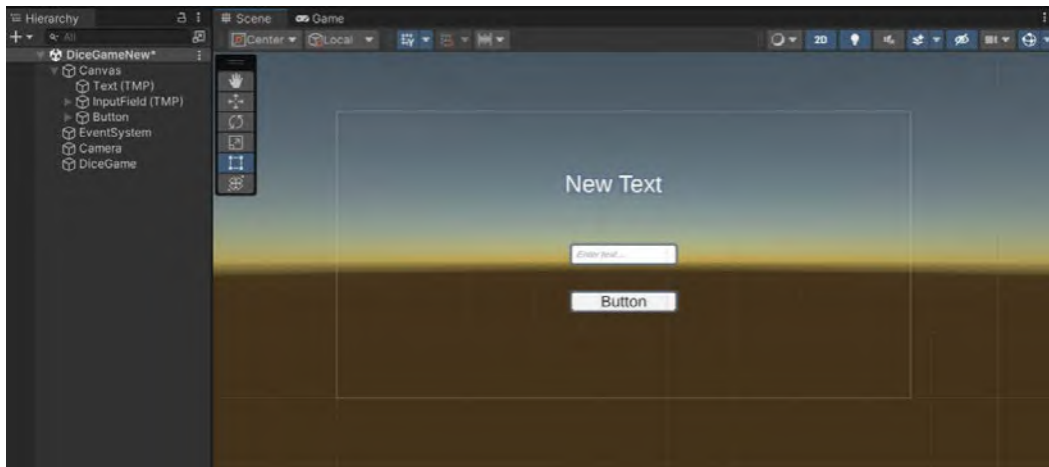 Hierarchy
All
DiceGameNew*
Canvas
Text (TMP)
InputField (TMP)
Button
EventSystem
Camera
DiceGame
Scene
Game
Center
Local
2D
New Text
Enter text...
Button